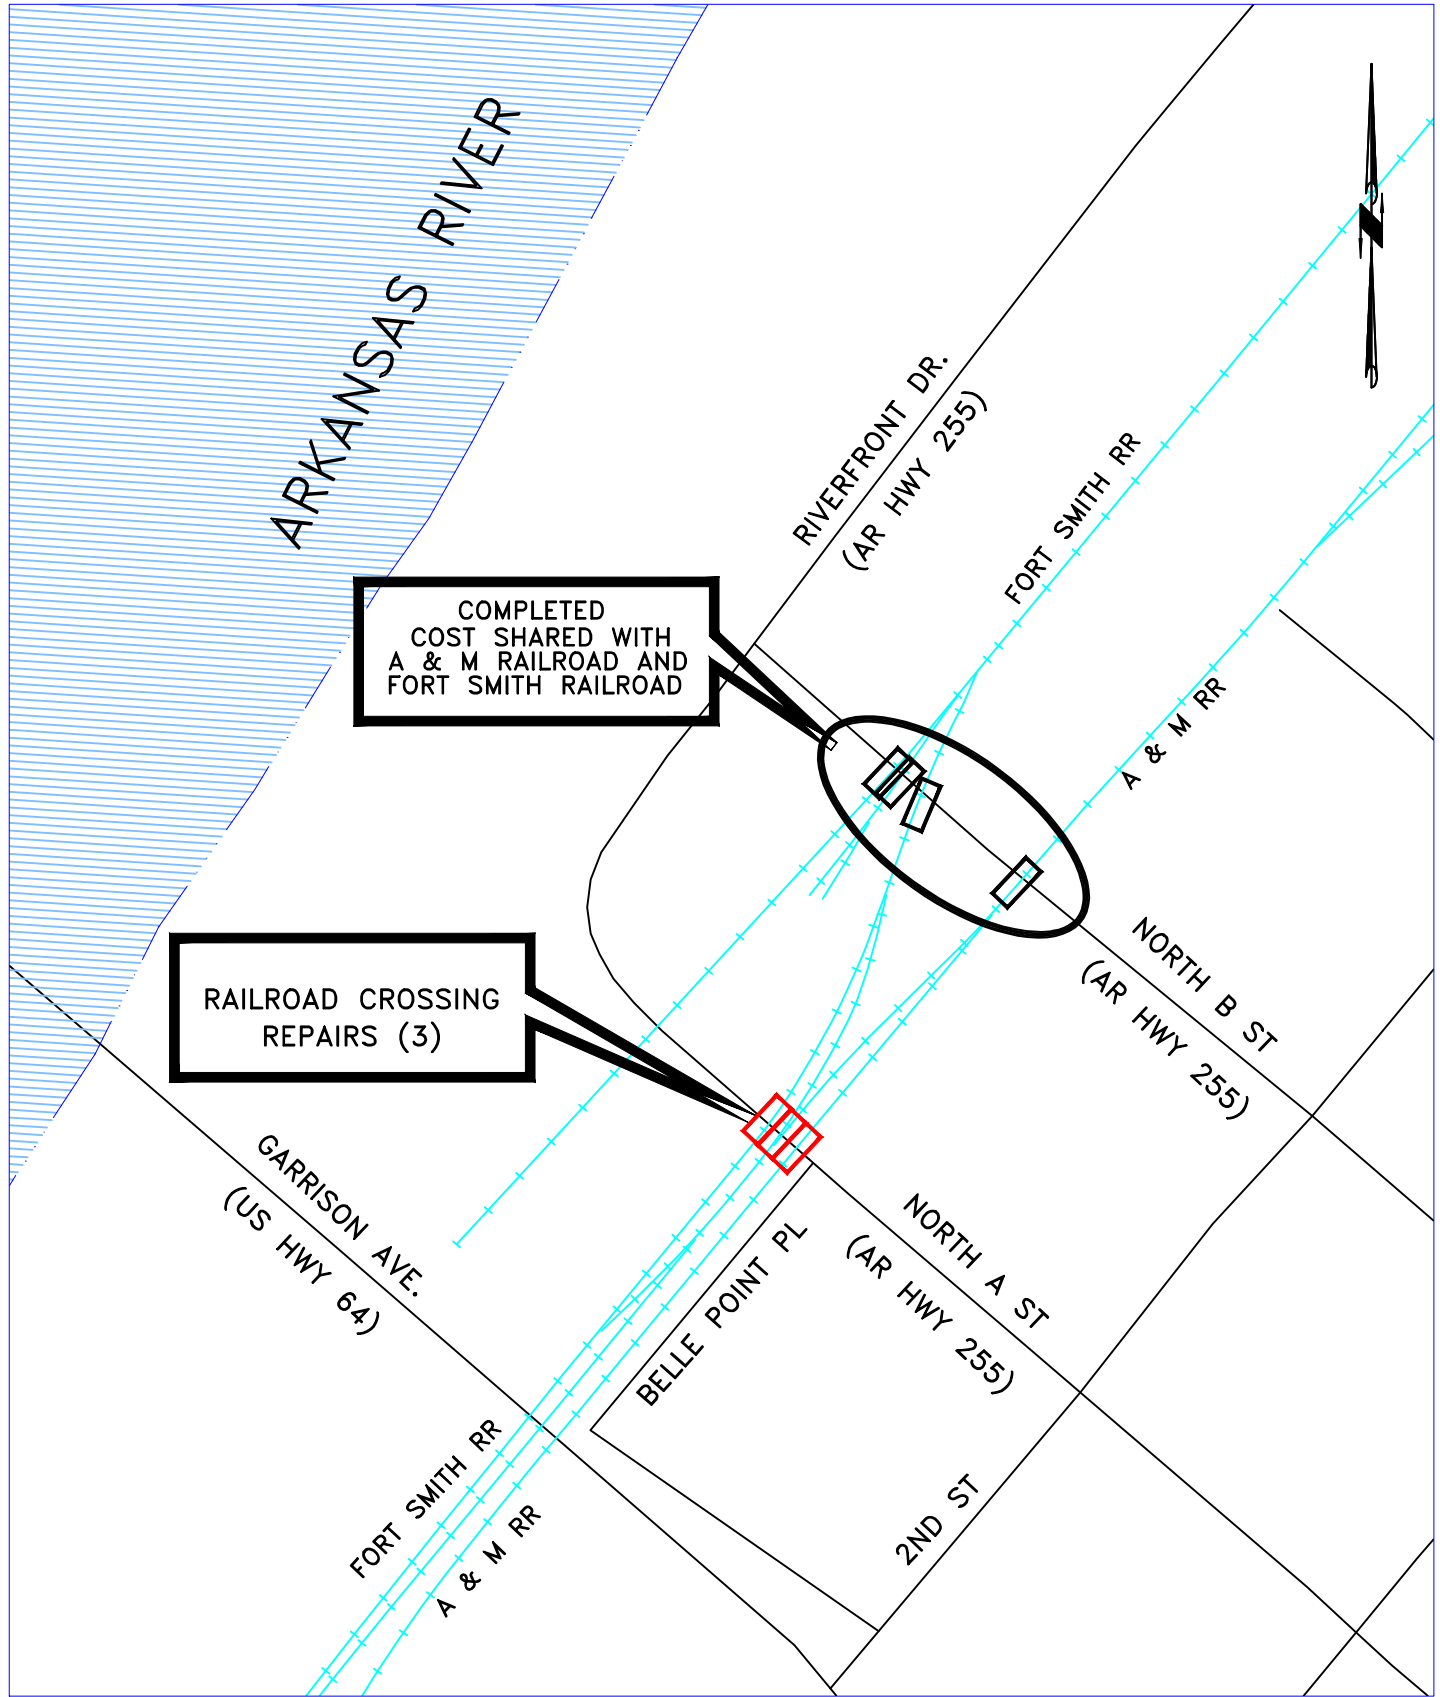 ARKANSAS RIVER
RIVERFRONT DR.
(AR HWY 255)
FORT SMITH RR
COMPLETED
COST SHARED WITH
A & M RAILROAD AND
FORT SMITH RAILROAD
A & M RR
NORTH B ST
(AR HWY 255)
RAILROAD CROSSING
REPAIRS (3)
GARRISON AVE.
(US HWY 64)
NORTH A ST
(AR HWY 255)
BELLE POINT PL
FORT SMITH RR
A & M RR
2ND ST